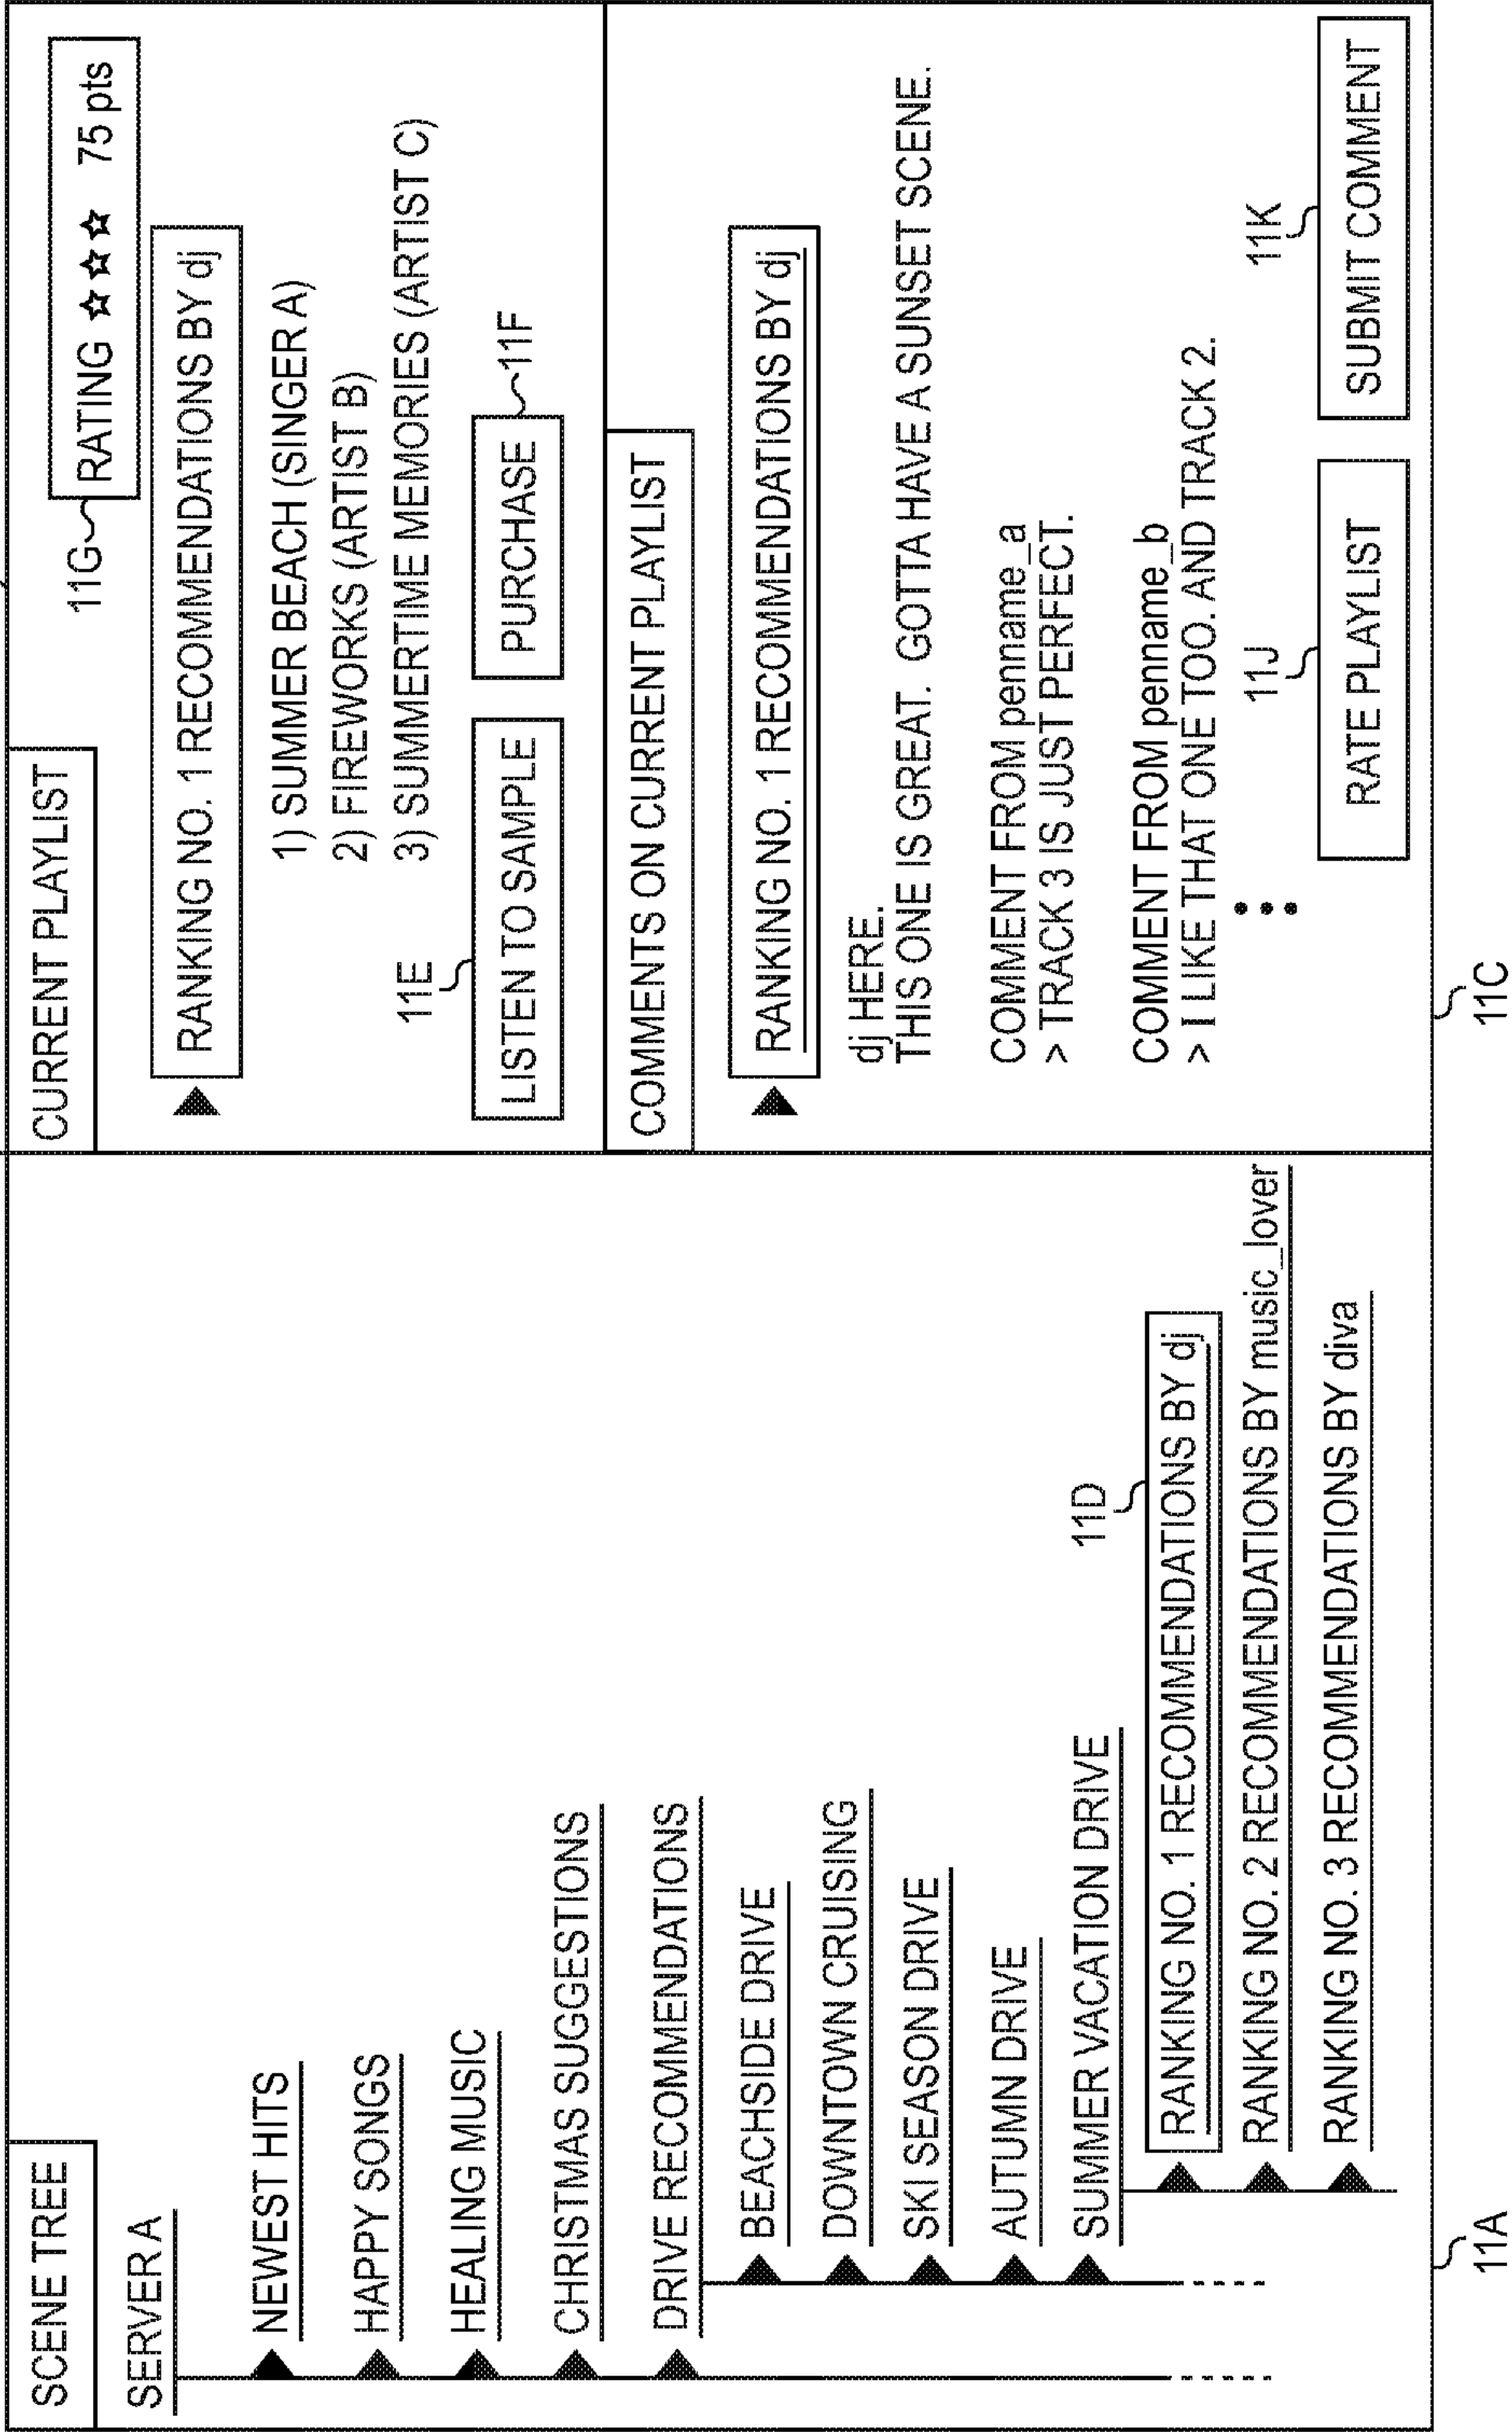 SCENE TREE
SERVER A
NEWEST HITS
HAPPY SONGS
HEALING MUSIC
CHRISTMAS SUGGESTIONS
DRIVE RECOMMENDATIONS
BEACHSIDE DRIVE
DOWNTOWN CRUISING
SKI SEASON DRIVE
AUTUMN DRIVE
SUMMER VACATION DRIVE
11D
RANKING NO. 1 RECOMMENDATIONS BY dj
RANKING NO. 2 RECOMMENDATIONS BY music_lover
RANKING NO. 3 RECOMMENDATIONS BY diva
11A
CURRENT PLAYLIST
11G
RATING ☆☆☆ 75 pts
RANKING NO. 1 RECOMMENDATIONS BY dj
1) SUMMER BEACH (SINGER A)
2) FIREWORKS (ARTIST B)
3) SUMMERTIME MEMORIES (ARTIST C)
11E
LISTEN TO SAMPLE
PURCHASE
11F
COMMENTS ON CURRENT PLAYLIST
RANKING NO. 1 RECOMMENDATIONS BY dj
dj HERE.
THIS ONE IS GREAT. GOTTA HAVE A SUNSET SCENE.
COMMENT FROM penname_a
> TRACK 3 IS JUST PERFECT.
COMMENT FROM penname_b
> I LIKE THAT ONE TOO. AND TRACK 2.
11J
11K
RATE PLAYLIST
SUBMIT COMMENT
11C